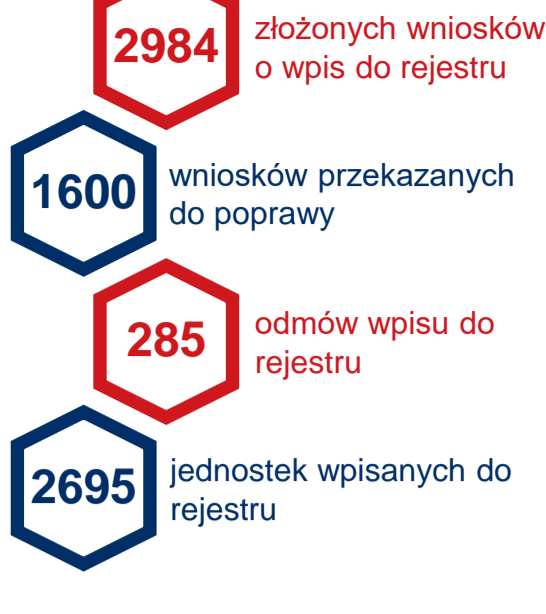 2984
złożonych wniosków
o wpis do rejestru
1600
wniosków przekazanych
do poprawy
285
odmów wpisu do
rejestru
2695
jednostek wpisanych do
rejestru